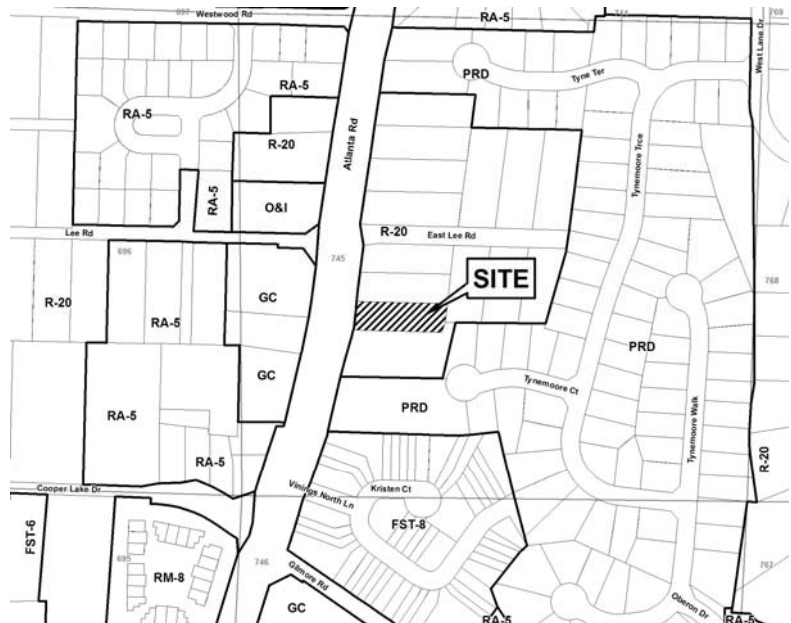 697
Westwood Rd
RA-5
744
769
West Lane Dr
PRD
Tyne Ter
RA-5
RA-5
Atlanta Rd
Tynemoore Trce
R-20
RA-5
O&I
Lee Rd
R-20
East Lee Rd
696
745
SITE
768
R-20
GC
RA-5
PRD
GC
Tynemoore Ct
RA-5
PRD
Tynemoore Walk
R-20
RA-5
Cooper Lake Dr
Vinings North Ln
Kristen Ct
FST-8
FST-6
695
746
RM-8
Gilmore Rd
767
GC
Oberon Dr
RA-5
RA-5